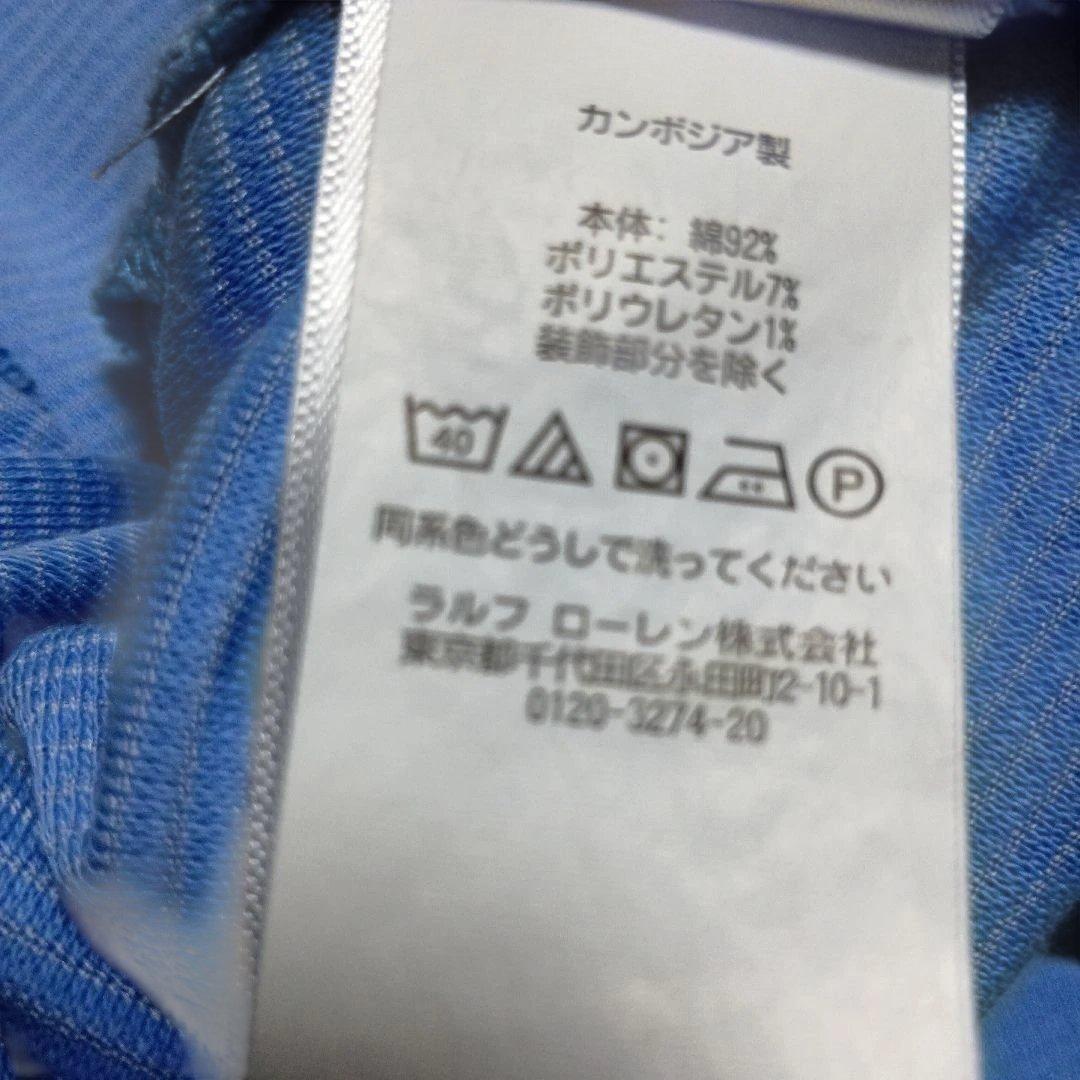 カンボジア製
本体: 綿92%
ポリエステル7%
ポリウレタン1%
装飾部分を除く
40
P
同系色どうしで洗ってください
ラルフ ローレン株式会社
東京都千代田区永田町2-10-1
0120-3274-20